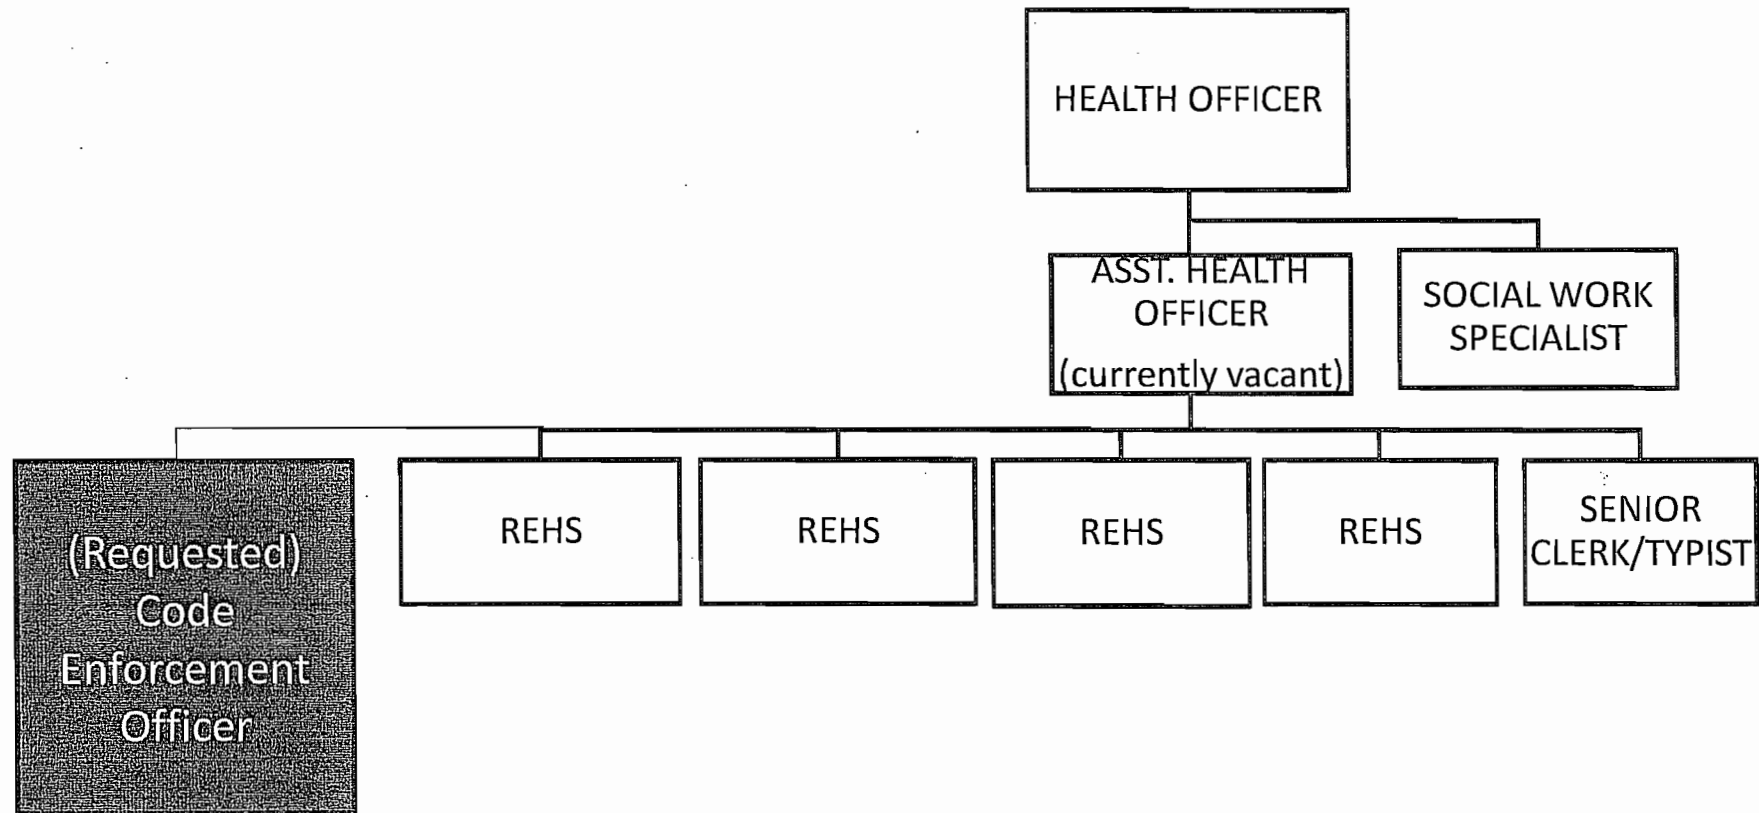 HEALTH OFFICER
ASST. HEALTH
OFFICER
(currently vacant)
SOCIAL WORK
SPECIALIST
(Requested)
Code
Enforcement
Officer
REHS
REHS
REHS
REHS
SENIOR
CLERK/TYPIST